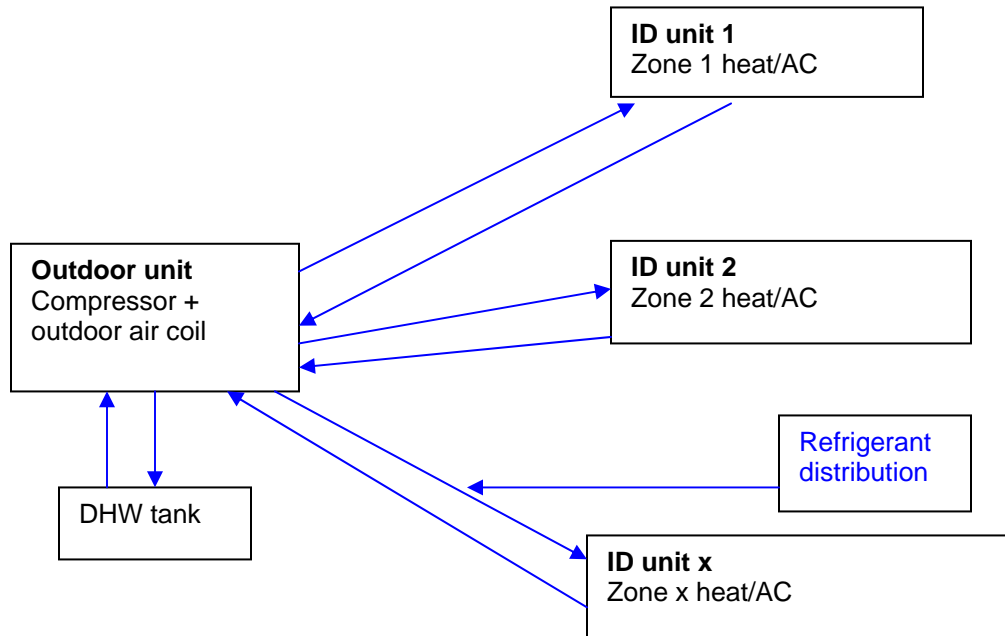 ID unit 1
Zone 1 heat/AC
Outdoor unit
Compressor +
outdoor air coil
ID unit 2
Zone 2 heat/AC
Refrigerant
distribution
DHW tank
ID unit x
Zone x heat/AC